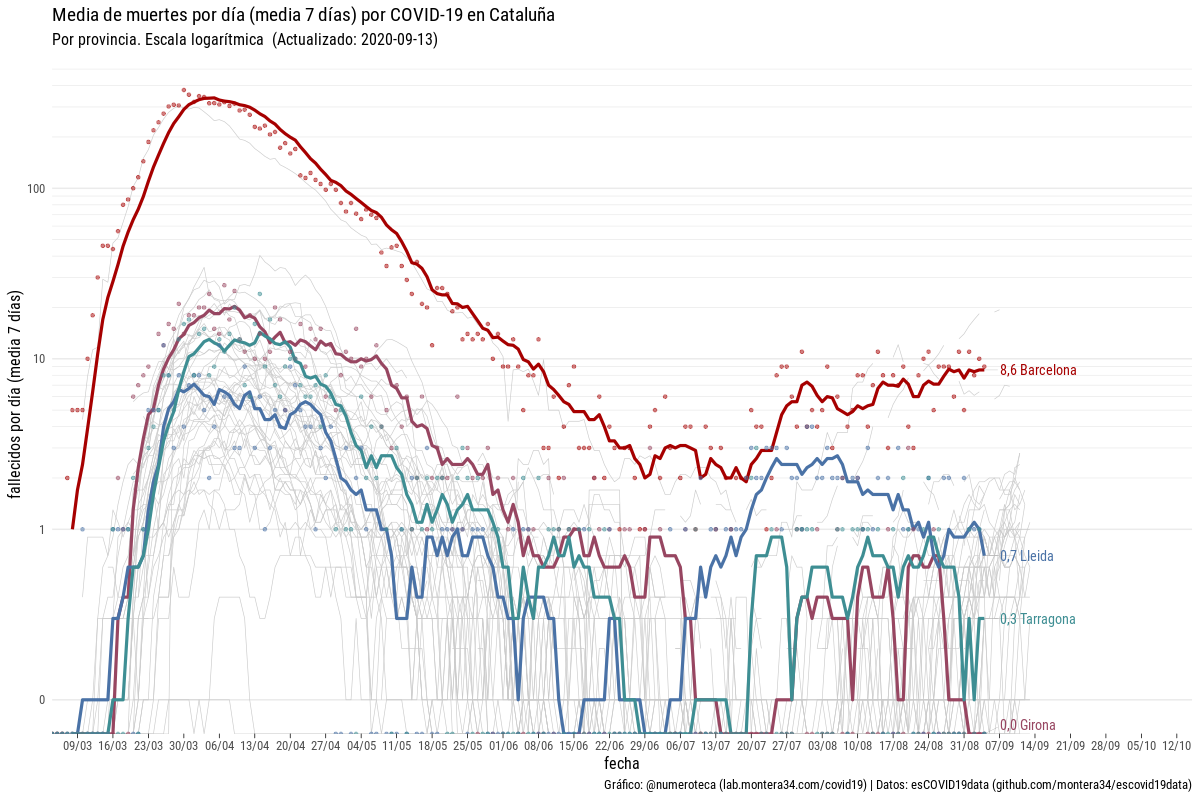 Media de muertes por día (media 7 días) por COVID-19 en Cataluña
Por provincia. Escala logarítmica (Actualizado: 2020-09-13)
fallecidos por día (media 7 días)
100
10
1
0
8,6 Barcelona
0,7 Lleida
0,3 Tarragona
0,0 Girona
09/03 16/03 23/03 30/03 06/04 13/04 20/04 27/04 04/05 11/05 18/05 25/05 01/06 08/06 15/06 22/06 29/06 06/07 13/07 20/07 27/07 03/08 10/08 17/08 24/08 31/08 07/09 14/09 21/09 28/09 05/10 12/10
fecha
Gráfico: @numeroteca (lab.montera34.com/covid19) | Datos: esCOVID19data (github.com/montera34/escovid19data)